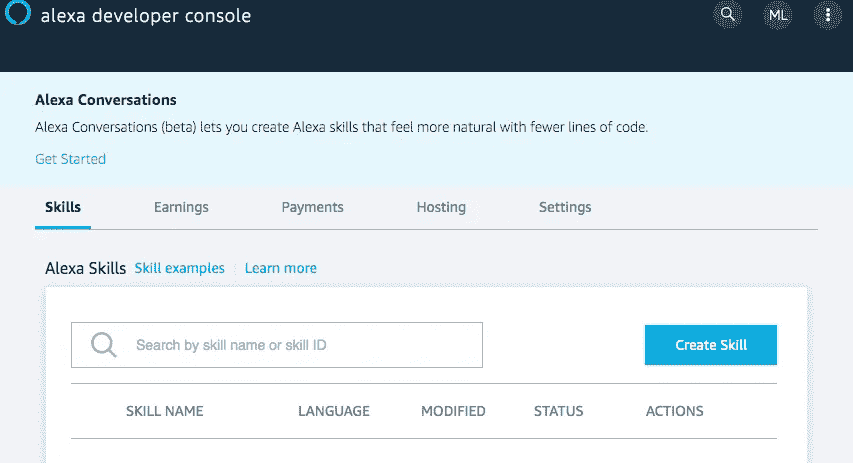 alexa developer console
ML
Alexa Conversations
Alexa Conversations (beta) lets you create Alexa skills that feel more natural with fewer lines of code.
Get Started
Skills Earnings Payments Hosting Settings
Alexa Skills Skill examples Learn more
Search by skill name or skill ID
Create Skill
SKILL NAME LANGUAGE MODIFIED STATUS ACTIONS